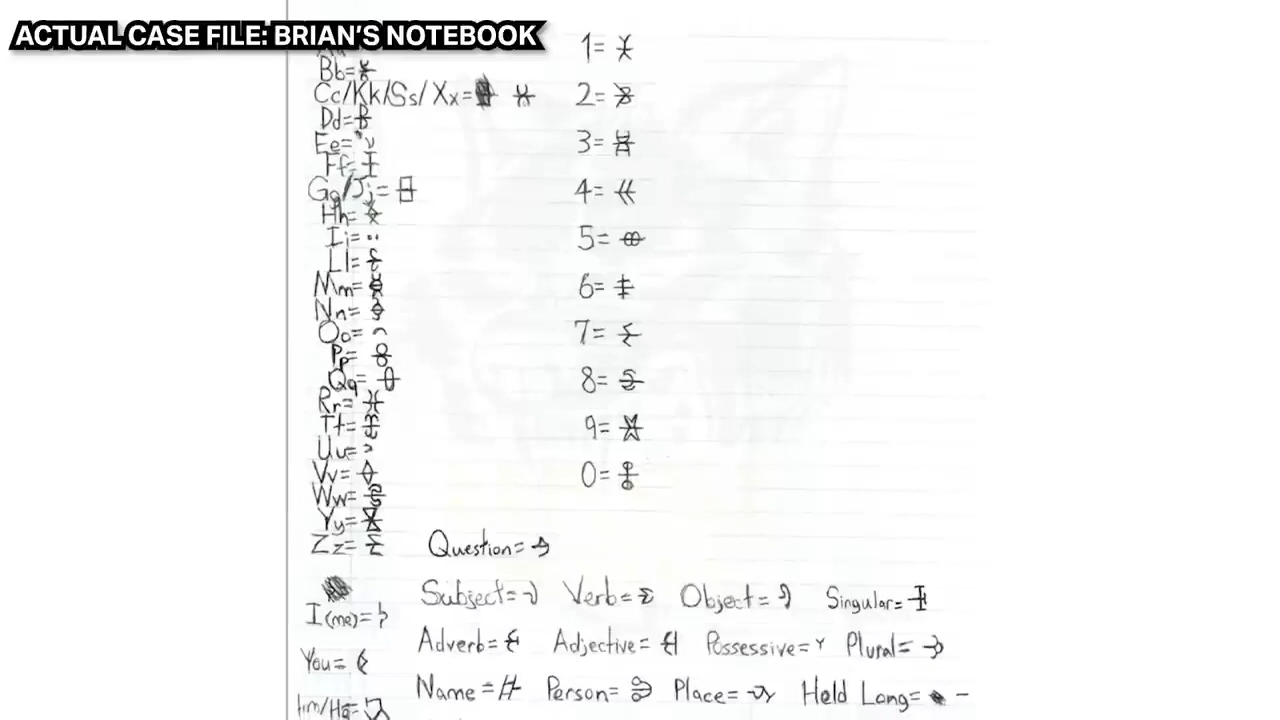 ACTUAL CASE FILE: BRIAN'S NOTEBOOK
Bb=
Cc/Kk/Ss/Xx=
Dd=
Ee=
Ff=
Gg/Jj=
Hh=
Ii=
Ll=
Mm=
Nn=
Oo=
Pp=
Qq=
Rr=
Tt=
Uu=
Vv=
Ww=
Yy=
Zz=
I(me)=
You=
1=
2=
3=
4=
5=
6=
7=
8=
9=
0=
Question=
Subject= Verb= Object= Singular=
Adverb= Adjective= Possessive= Plural=
Name= Person= Place= Held Long=